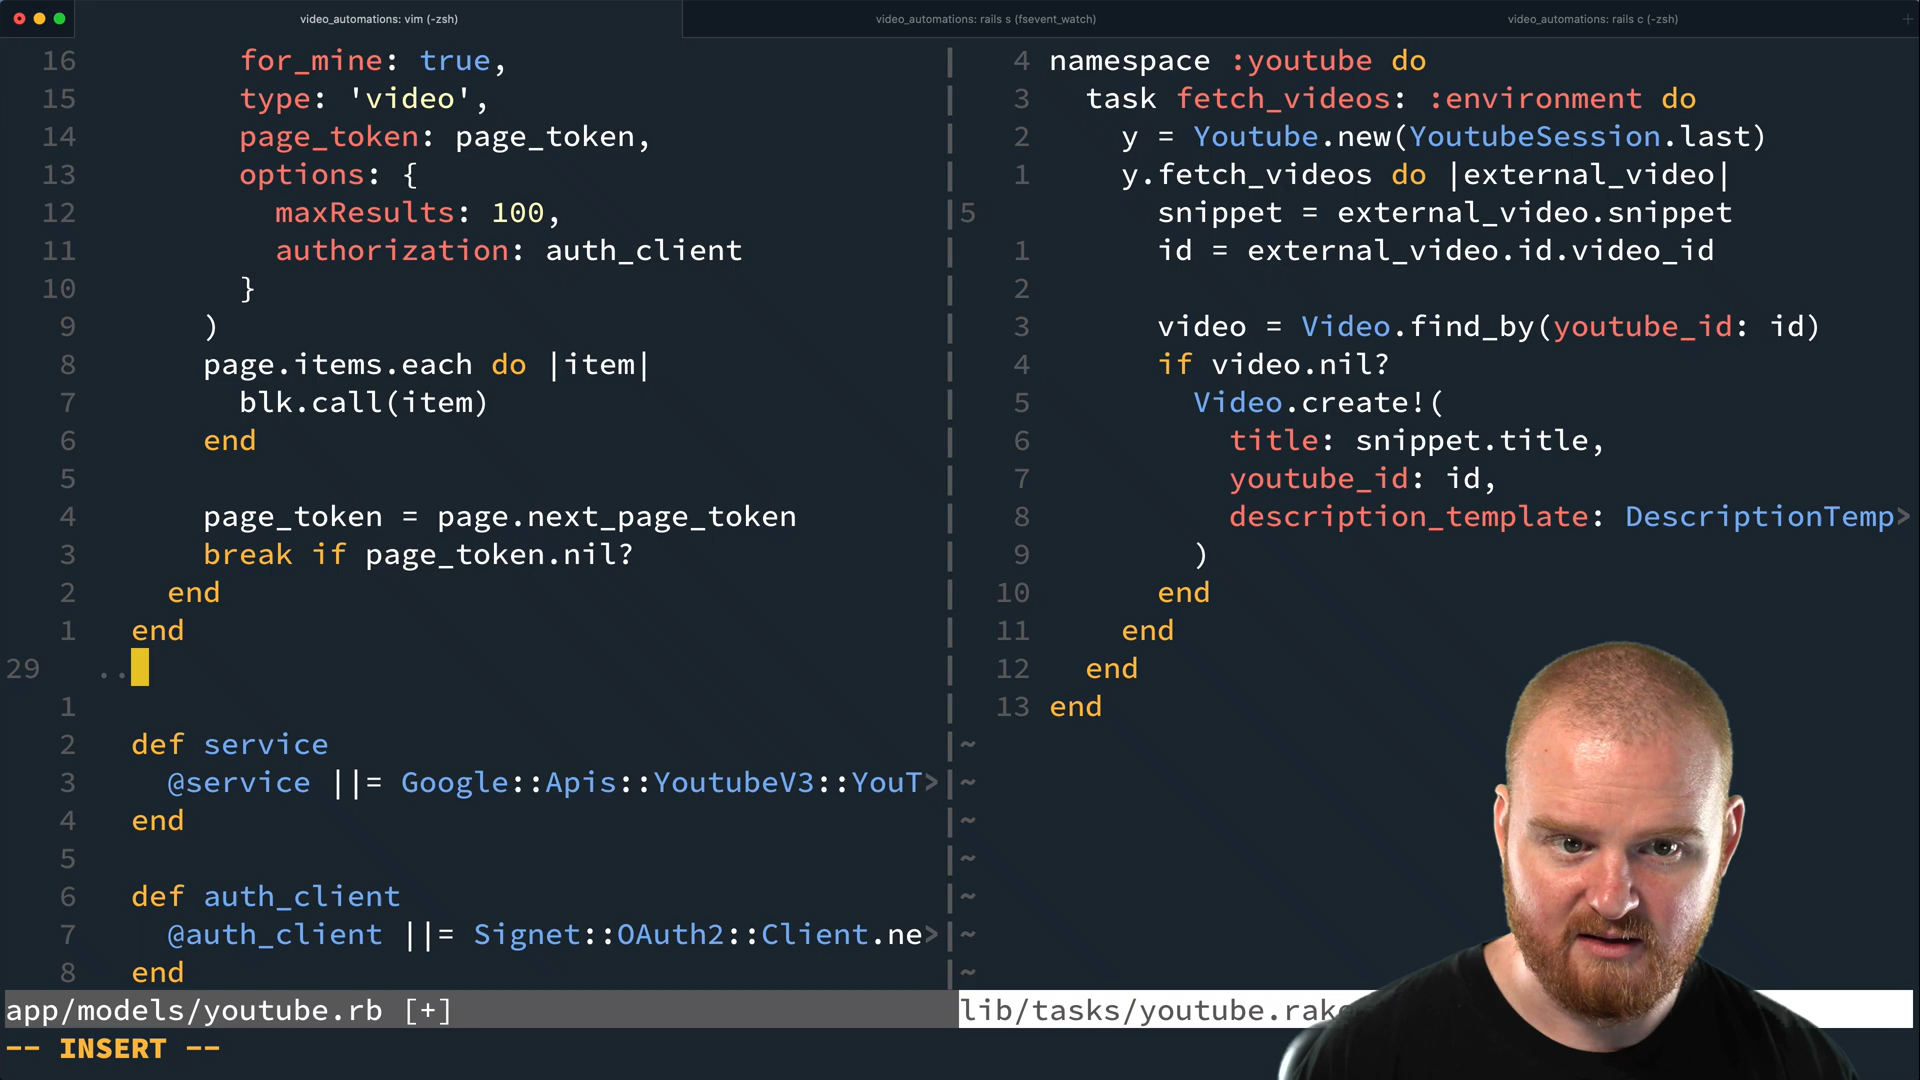 video_automations: vim (-zsh)
video_automations: rails s (fsevent_watch)
video_automations: rails c (-zsh)
+
16 for_mine: true,
15 type: 'video',
14 page_token: page_token,
13 options: {
12 maxResults: 100,
11 authorization: auth_client
10 }
9 )
8 page.items.each do |item|
7 blk.call(item)
6 end
5
4 page_token = page.next_page_token
3 break if page_token.nil?
2 end
1 end
29 ..
1
2 def service
3 @service ||= Google::Apis::YoutubeV3::YouT>
4 end
5
6 def auth_client
7 @auth_client ||= Signet::OAuth2::Client.ne>
8 end
app/models/youtube.rb [+]
-- INSERT --
4 namespace :youtube do
3 task fetch_videos: :environment do
2 y = Youtube.new(YoutubeSession.last)
1 y.fetch_videos do |external_video|
5 snippet = external_video.snippet
1 id = external_video.id.video_id
2
3 video = Video.find_by(youtube_id: id)
4 if video.nil?
5 Video.create!(
6 title: snippet.title,
7 youtube_id: id,
8 description_template: DescriptionTemp>
9 )
10 end
11 end
12 end
13 end
~
~
~
~
~
~
~
lib/tasks/youtube.rak